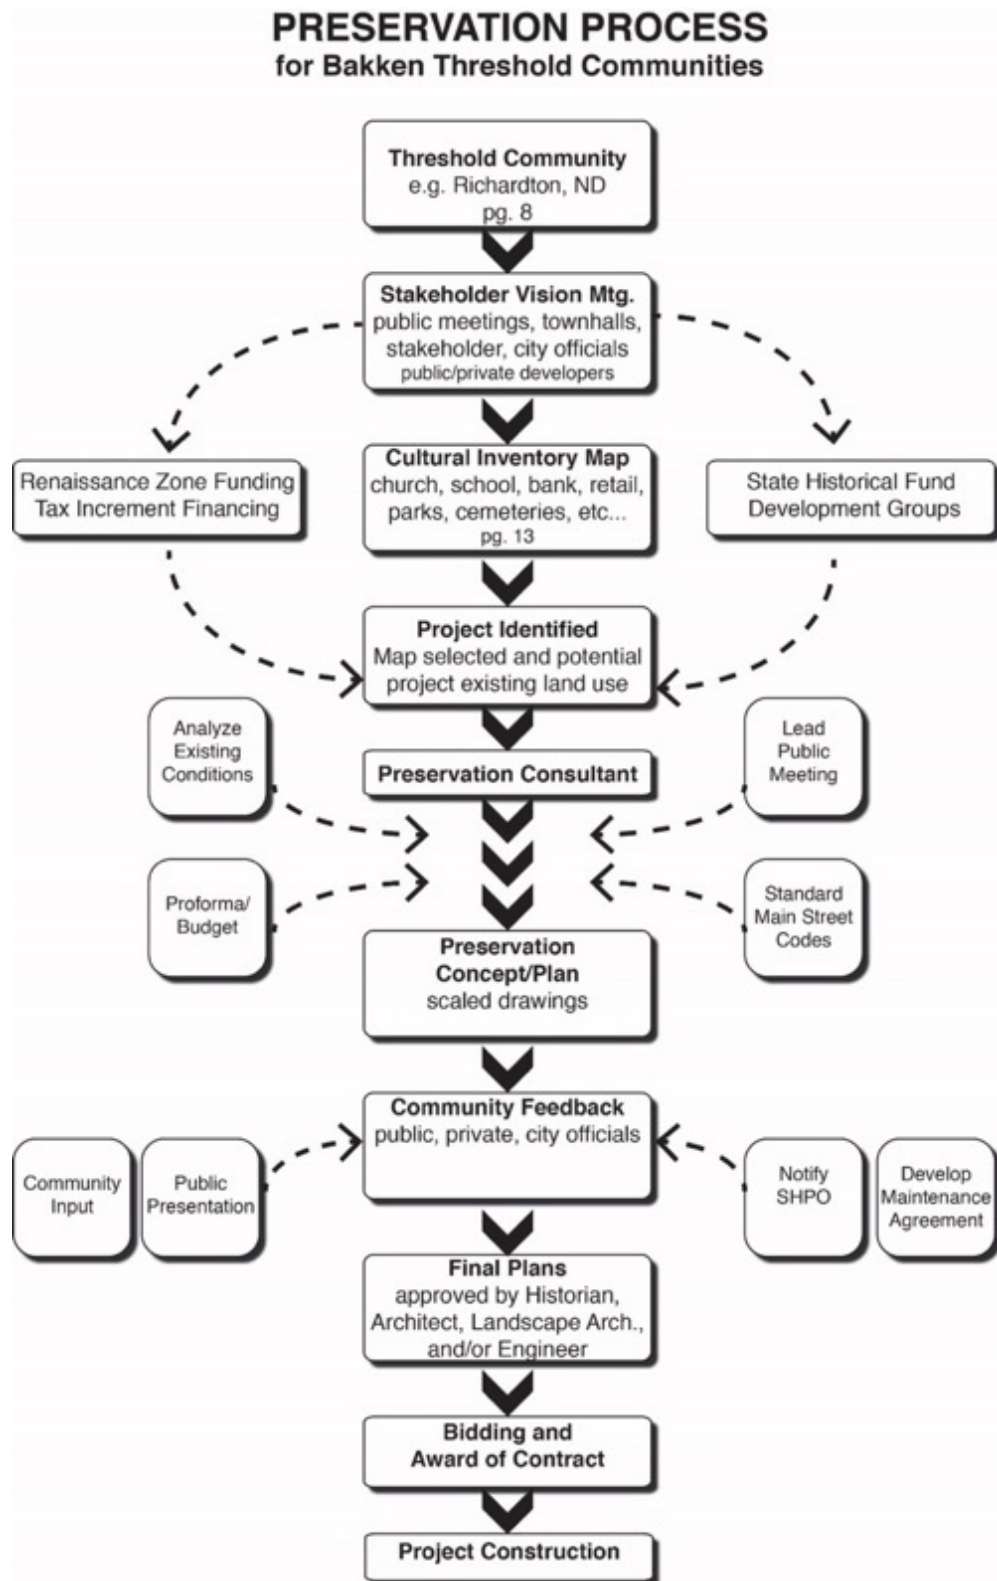 PRESERVATION PROCESS
for Bakken Threshold Communities
Threshold Community
e.g. Richardton, ND
pg. 8
Stakeholder Vision Mtg.
public meetings, townhalls,
stakeholder, city officials
public/private developers
Renaissance Zone Funding
Tax Increment Financing
Cultural Inventory Map
church, school, bank, retail,
parks, cemeteries, etc...
pg. 13
State Historical Fund
Development Groups
Project Identified
Map selected and potential
project existing land use
Analyze
Existing
Conditions
Preservation Consultant
Lead
Public
Meeting
Proforma/
Budget
Standard
Main Street
Codes
Preservation
Concept/Plan
scaled drawings
Community Feedback
public, private, city officials
Community
Input
Public
Presentation
Notify
SHPO
Develop
Maintenance
Agreement
Final Plans
approved by Historian,
Architect, Landscape Arch.,
and/or Engineer
Bidding and
Award of Contract
Project Construction